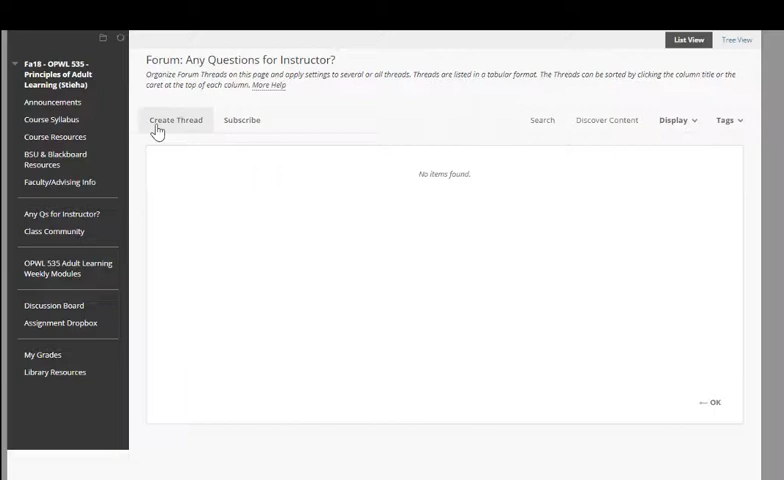 List View
Tree View
Fa18 - OPWL 535 -
Principles of Adult
Learning (Stieha)
Announcements
Course Syllabus
Course Resources
BSU & Blackboard
Resources
Faculty/Advising Info
Any Qs for Instructor?
Class Community
OPWL 535 Adult Learning
Weekly Modules
Discussion Board
Assignment Dropbox
My Grades
Library Resources
Forum: Any Questions for Instructor?
Organize Forum Threads on this page and apply settings to several or all threads. Threads are listed in a tabular format. The Threads can be sorted by clicking the column title or the
caret at the top of each column. More Help
Create Thread
Subscribe
Search
Discover Content
Display
Tags
No items found.
← OK